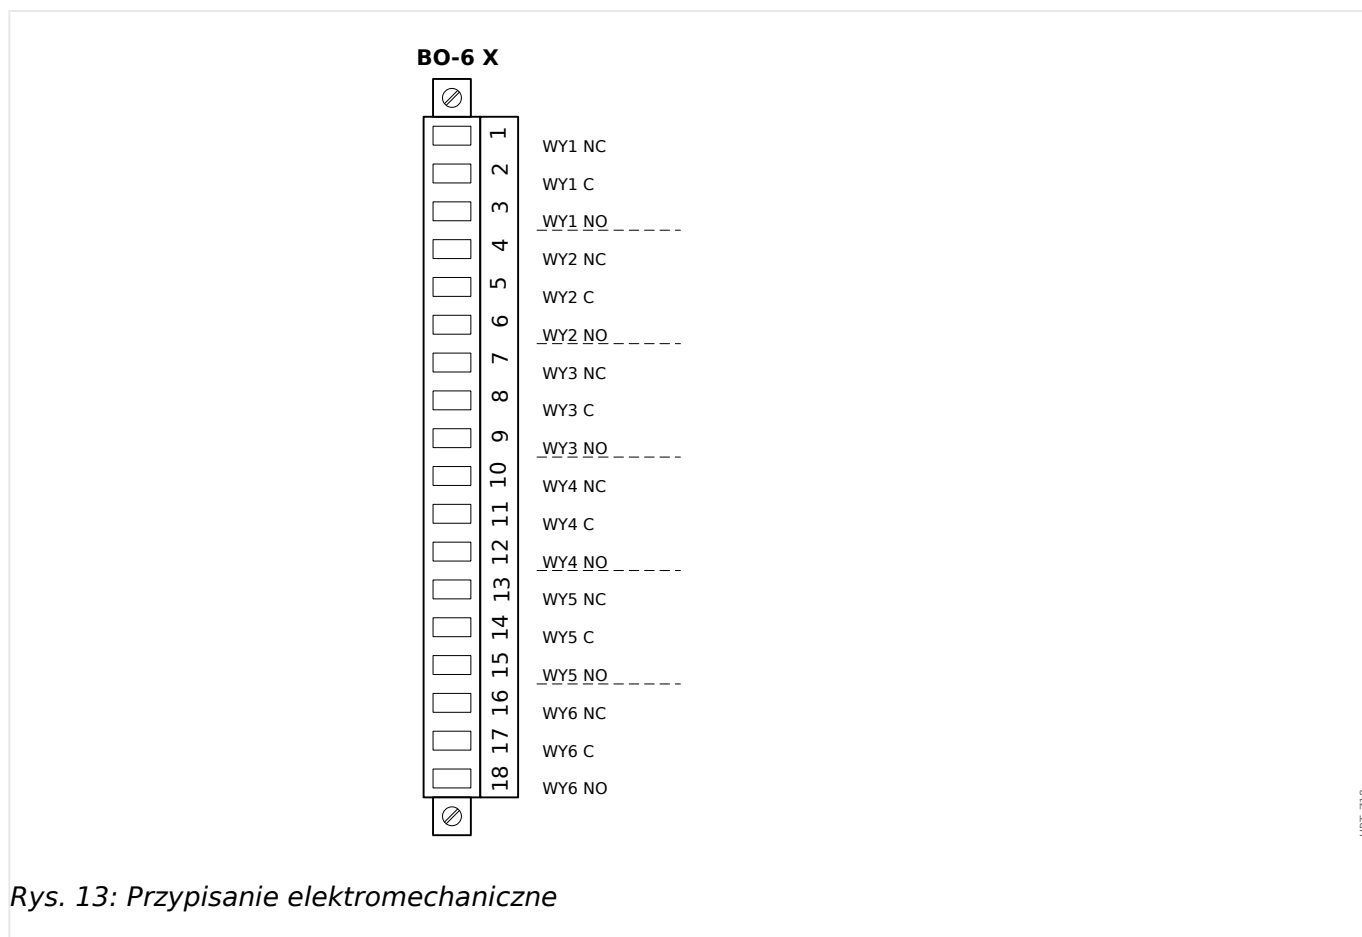 BO-6 X
1 WY1 NC
2 WY1 C
3 WY1 NO
4 WY2 NC
5 WY2 C
6 WY2 NO
7 WY3 NC
8 WY3 C
9 WY3 NO
10 WY4 NC
11 WY4 C
12 WY4 NO
13 WY5 NC
14 WY5 C
15 WY5 NO
16 WY6 NC
17 WY6 C
18 WY6 NO
Rys. 13: Przypisanie elektromechaniczne